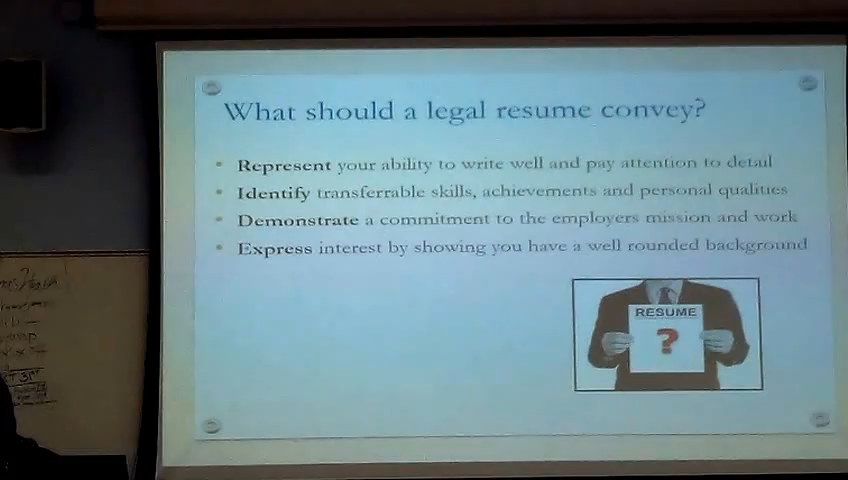 What should a legal resume convey?
• Represent your ability to write well and pay attention to detail
• Identify transferrable skills, achievements and personal qualities
• Demonstrate a commitment to the employers mission and work
• Express interest by showing you have a well rounded background
RESUME
?